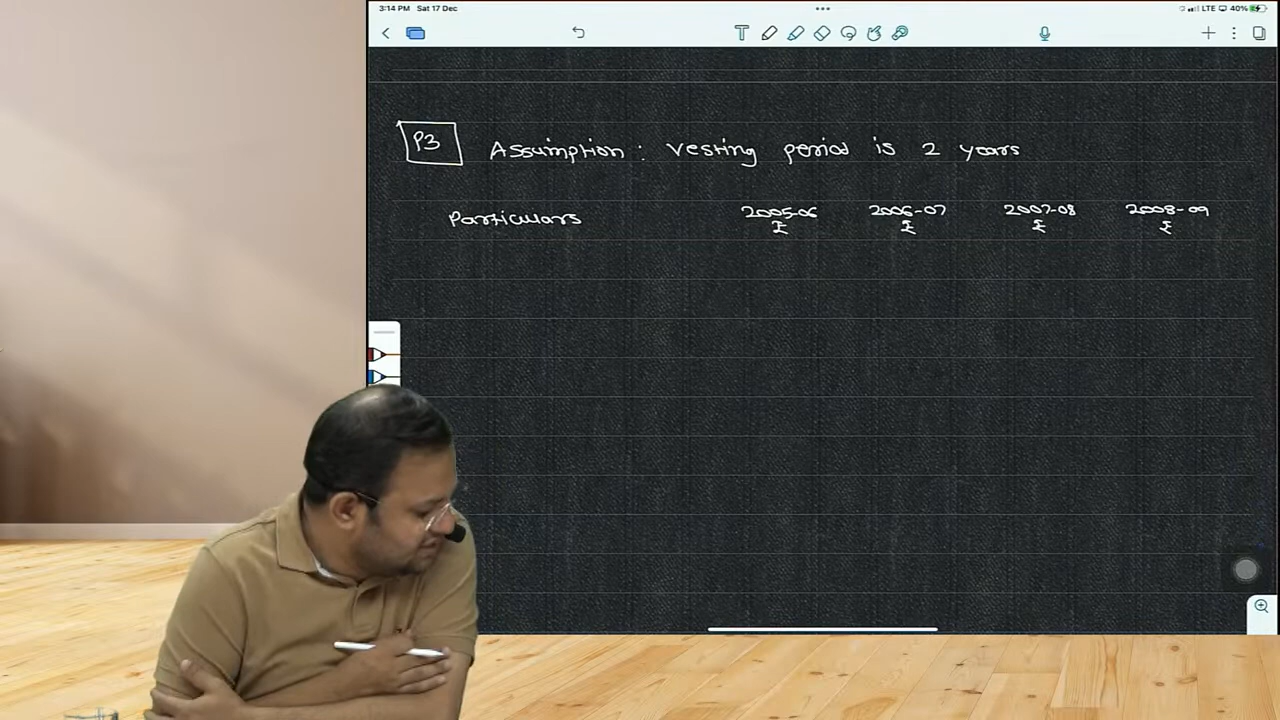 3:14 PM Sat 17 Dec
LTE 40%
T
P3 Assumption : Vesting period is 2 years
Particulars 2005-06 2006-07 2007-08 2008-09
₹ ₹ ₹ ₹